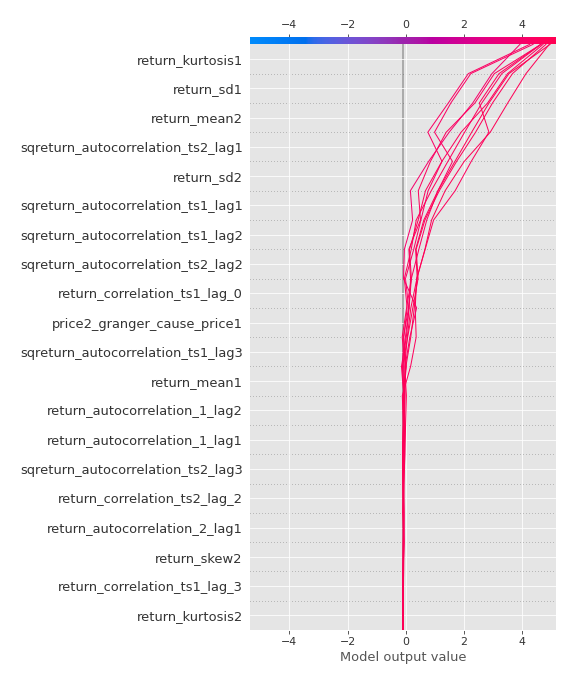 −4 −2 0 2 4
return_kurtosis1
return_sd1
return_mean2
sqreturn_autocorrelation_ts2_lag1
return_sd2
sqreturn_autocorrelation_ts1_lag1
sqreturn_autocorrelation_ts1_lag2
sqreturn_autocorrelation_ts2_lag2
return_correlation_ts1_lag_0
price2_granger_cause_price1
sqreturn_autocorrelation_ts1_lag3
return_mean1
return_autocorrelation_1_lag2
return_autocorrelation_1_lag1
sqreturn_autocorrelation_ts2_lag3
return_correlation_ts2_lag_2
return_autocorrelation_2_lag1
return_skew2
return_correlation_ts1_lag_3
return_kurtosis2
−4 −2 0 2 4
Model output value